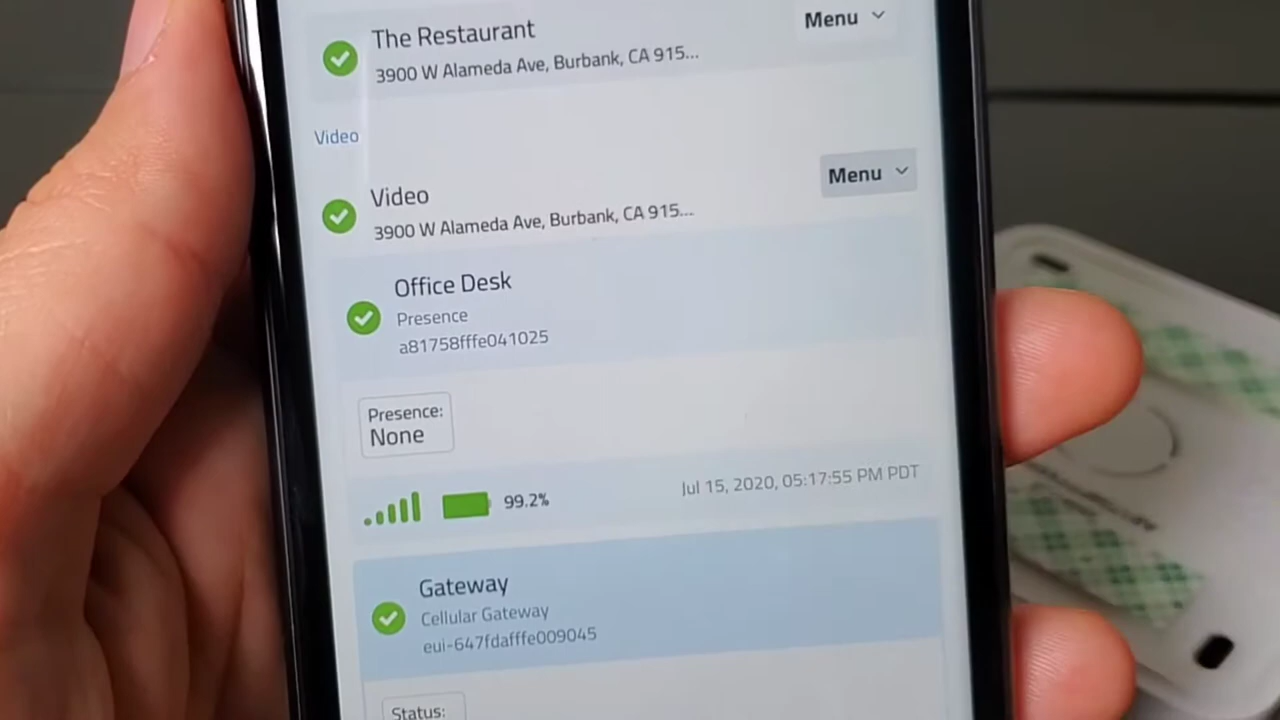 The Restaurant
Menu
3900 W Alameda Ave, Burbank, CA 915...
Video
Video
Menu
3900 W Alameda Ave, Burbank, CA 915...
Office Desk
Presence
a81758fffe041025
Presence:
None
99.2%
Jul 15, 2020, 05:17:55 PM PDT
Gateway
Cellular Gateway
eui-647fdafffe009045
Status: